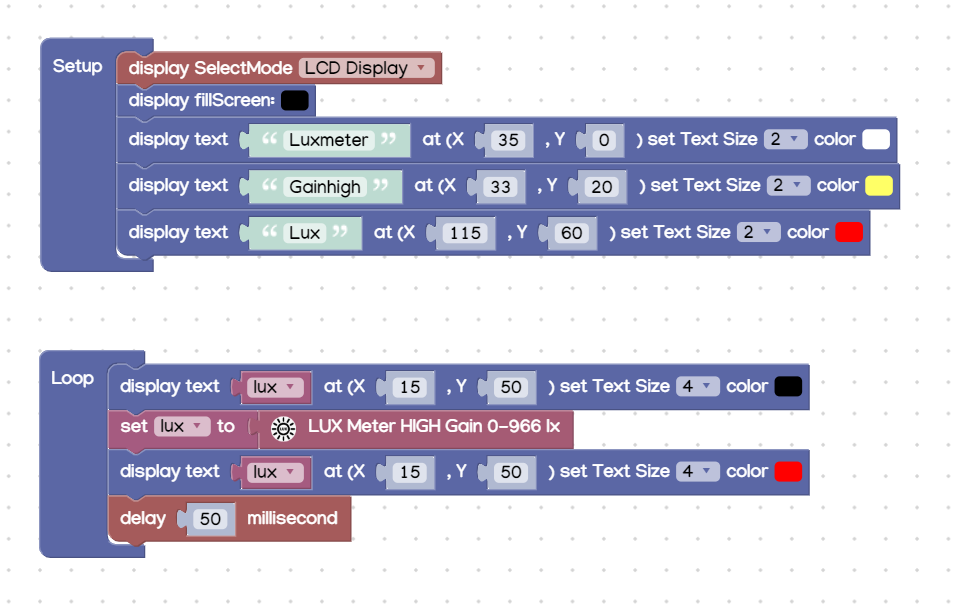 Setup
display SelectMode LCD Display
display fillScreen:
display text “ Luxmeter ” at (X 35 , Y 0 ) set Text Size 2 color
display text “ Gainhigh ” at (X 33 , Y 20 ) set Text Size 2 color
display text “ Lux ” at (X 115 , Y 60 ) set Text Size 2 color
Loop
display text lux at (X 15 , Y 50 ) set Text Size 4 color
set lux to LUX Meter HIGH Gain 0-966 lx
display text lux at (X 15 , Y 50 ) set Text Size 4 color
delay 50 millisecond